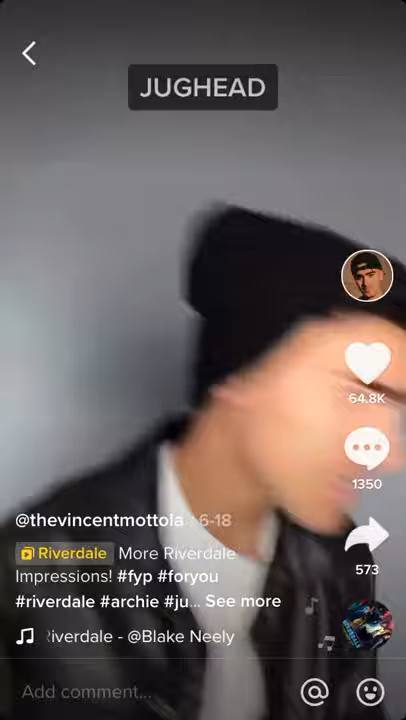 JUGHEAD
64.8K
1350
@thevincentmottola · 6-18
Riverdale More Riverdale
Impressions! #fyp #foryou
#riverdale #archie #ju... See more
573
iverdale - @Blake Neely
Add comment...